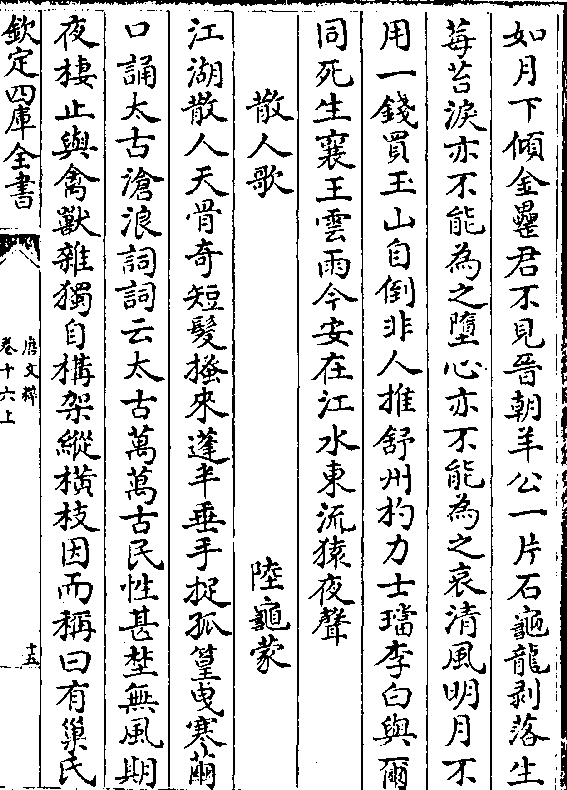 如月下傾金罍君不見晉朝羊公一片石龜龍剥落生
莓苔淚亦不能為之墮心亦不能為之哀清風明月不
用一錢買玉山自倒非人推舒州杓力士璫李白與爾
同死生襄王雲雨今安在江水東流猿夜聲
散人歌 陸龜蒙
江湖散人天骨奇短髮搔來蓬半垂手捉孤篁曵寒繭
口誦太古滄浪詞詞云太古萬萬古民性甚埜無風期
夜棲止與禽獸雜獨自構架縱橫枝因而稱曰有巢氏
欽定四庫全書
唐文粹
卷十六上
十五